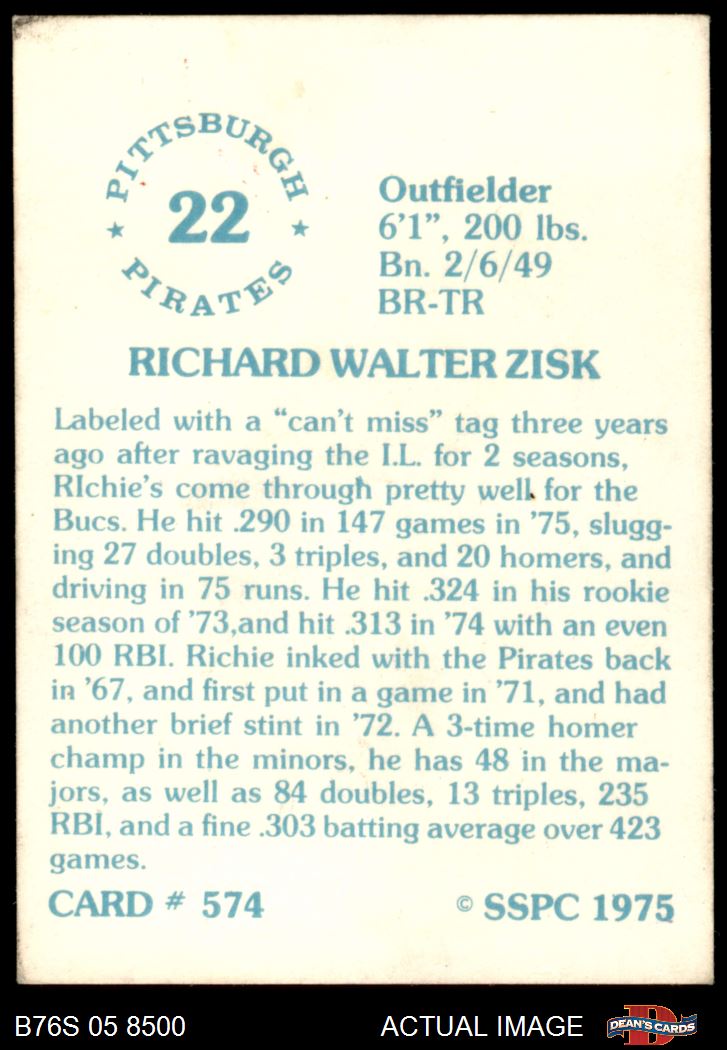 PITTSBURGH
★ 22 ★
PIRATES
Outfielder
6'1", 200 lbs.
Bn. 2/6/49
BR-TR
RICHARD WALTER ZISK
Labeled with a “can't miss” tag three years
ago after ravaging the I.L. for 2 seasons,
RIchie's come through pretty well for the
Bucs. He hit .290 in 147 games in '75, slugg-
ing 27 doubles, 3 triples, and 20 homers, and
driving in 75 runs. He hit .324 in his rookie
season of '73,and hit .313 in '74 with an even
100 RBI. Richie inked with the Pirates back
in '67, and first put in a game in '71, and had
another brief stint in '72. A 3-time homer
champ in the minors, he has 48 in the ma-
jors, as well as 84 doubles, 13 triples, 235
RBI, and a fine .303 batting average over 423
games.
CARD # 574 © SSPC 1975
B76S 05 8500 ACTUAL IMAGE D DEAN'S CARDS